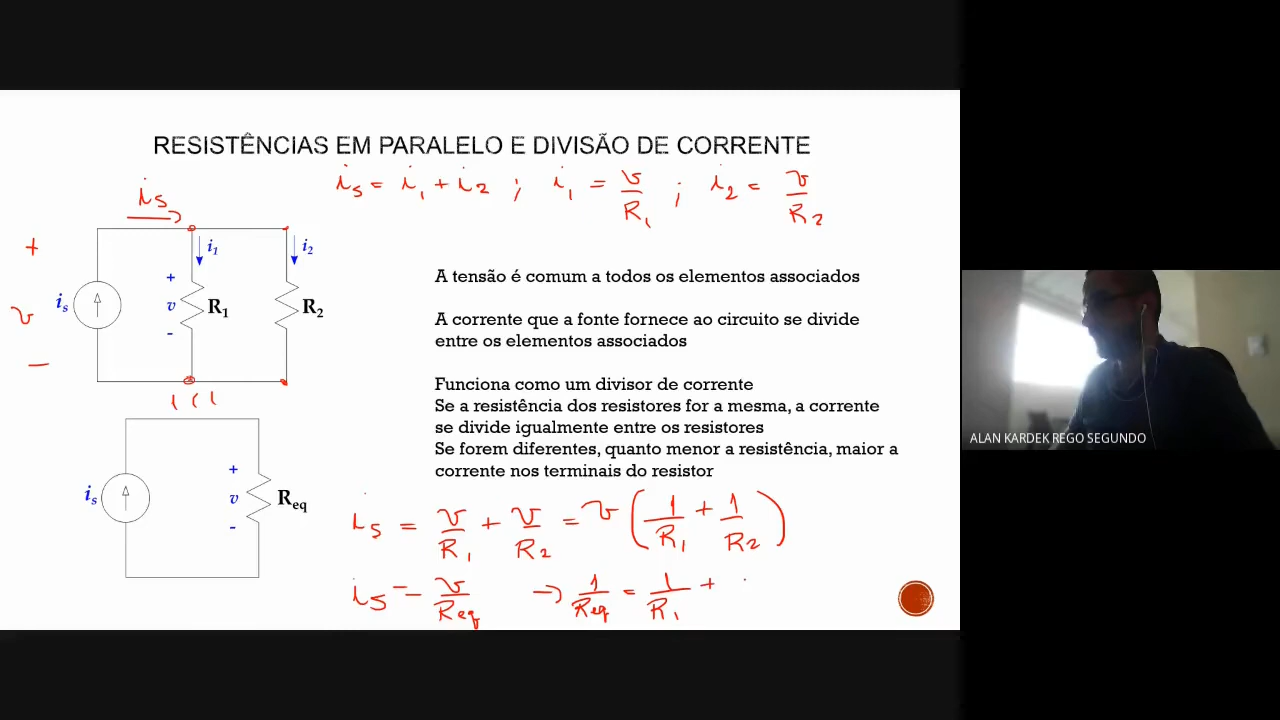 RESISTÊNCIAS EM PARALELO E DIVISÃO DE CORRENTE
is = i1 + i2 ; i1 = v/R1 ; i2 = v/R2
is
+
v
-
is
i1
+
v
-
R1
i2
R2
A tensão é comum a todos os elementos associados
A corrente que a fonte fornece ao circuito se divide
entre os elementos associados
Funciona como um divisor de corrente
Se a resistência dos resistores for a mesma, a corrente
se divide igualmente entre os resistores
Se forem diferentes, quanto menor a resistência, maior a
corrente nos terminais do resistor
is
+
v
-
Req
is = v/R1 + v/R2 = v (1/R1 + 1/R2)
is = v/Req → 1/Req = 1/R1 +
ALAN KARDEK REGO SEGUNDO